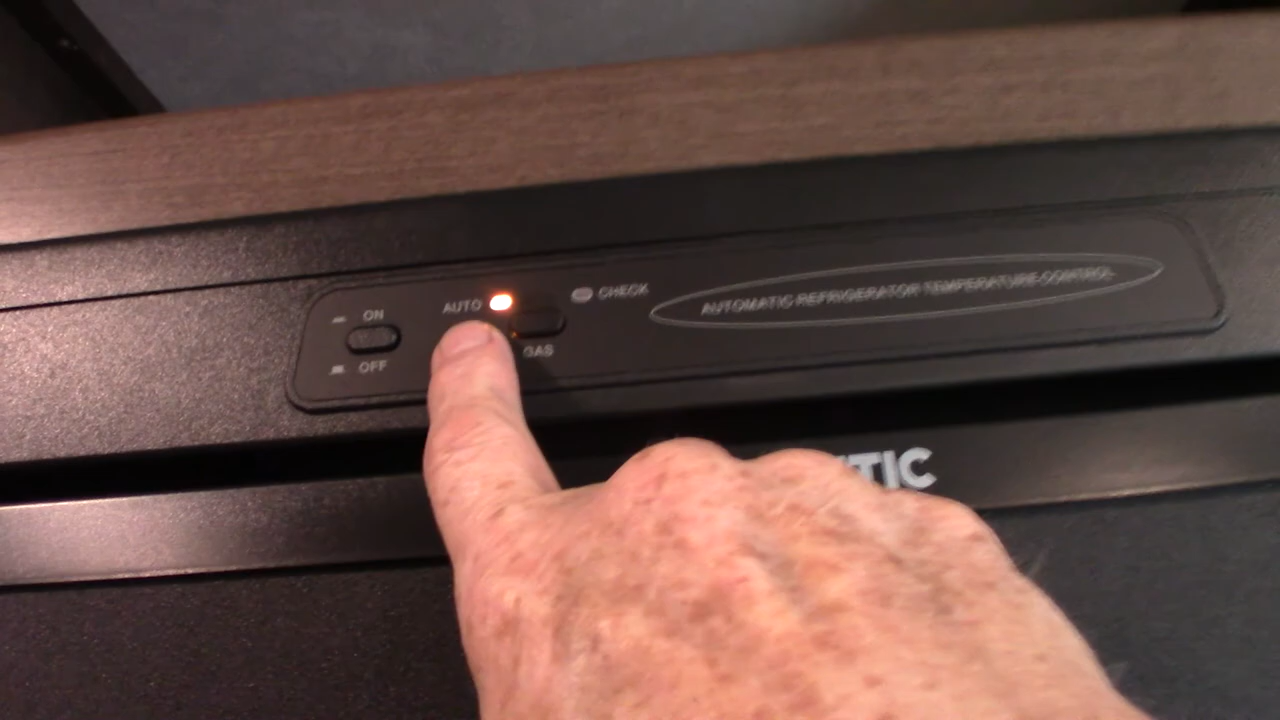 ON
OFF
AUTO
GAS
CHECK
AUTOMATIC REFRIGERATOR TEMPERATURE CONTROL
TIC